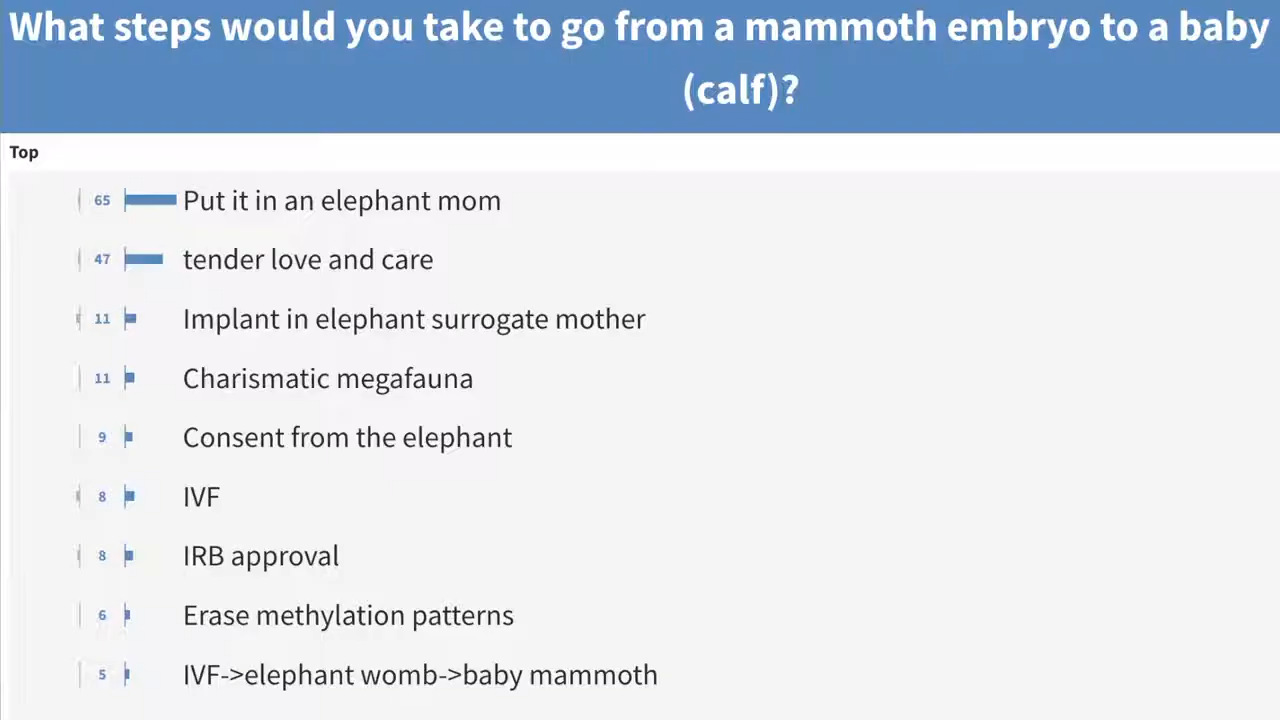 What steps would you take to go from a mammoth embryo to a baby
(calf)?
Top
65 Put it in an elephant mom
47 tender love and care
11 Implant in elephant surrogate mother
11 Charismatic megafauna
9 Consent from the elephant
8 IVF
8 IRB approval
6 Erase methylation patterns
5 IVF->elephant womb->baby mammoth